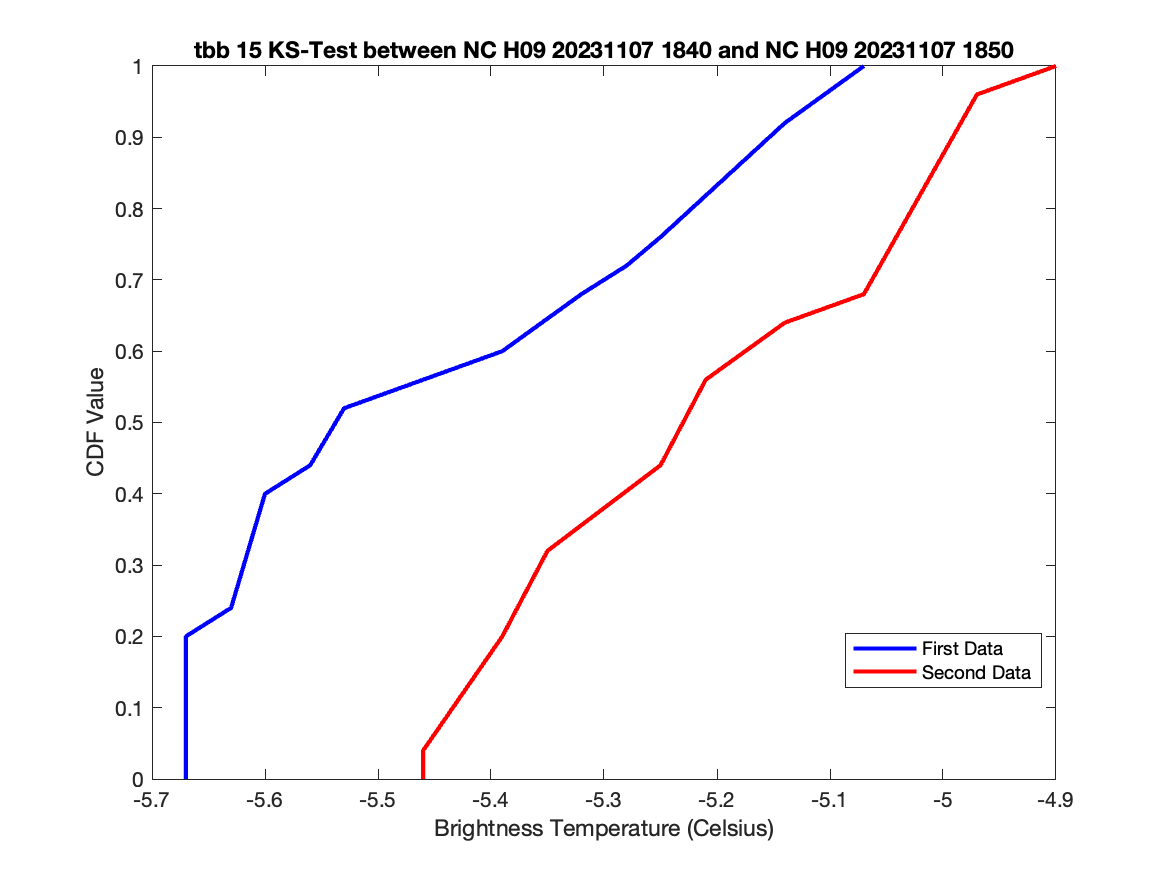 tbb 15 KS-Test between NC H09 20231107 1840 and NC H09 20231107 1850
1
0.9
0.8
0.7
0.6
0.5
0.4
0.3
0.2
0.1
0
CDF Value
First Data
Second Data
-5.7 -5.6 -5.5 -5.4 -5.3 -5.2 -5.1 -5 -4.9
Brightness Temperature (Celsius)